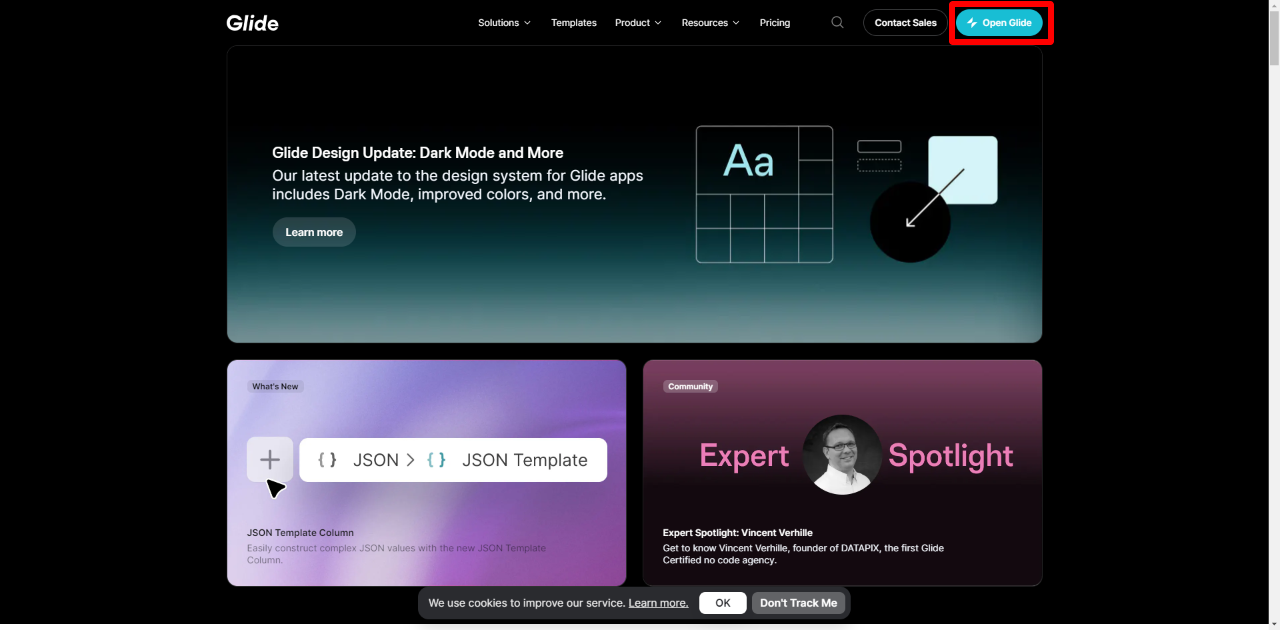 Glide
Solutions
Templates
Product
Resources
Pricing
Contact Sales
Open Glide
Glide Design Update: Dark Mode and More
Our latest update to the design system for Glide apps
includes Dark Mode, improved colors, and more.
Learn more
Aa
What's New
{ } JSON > { } JSON Template
JSON Template Column
Easily construct complex JSON values with the new JSON Template
Column.
Community
Expert Spotlight
Expert Spotlight: Vincent Verhille
Get to know Vincent Verhille, founder of DATAPIX, the first Glide
Certified no code agency.
We use cookies to improve our service. Learn more.
OK
Don't Track Me